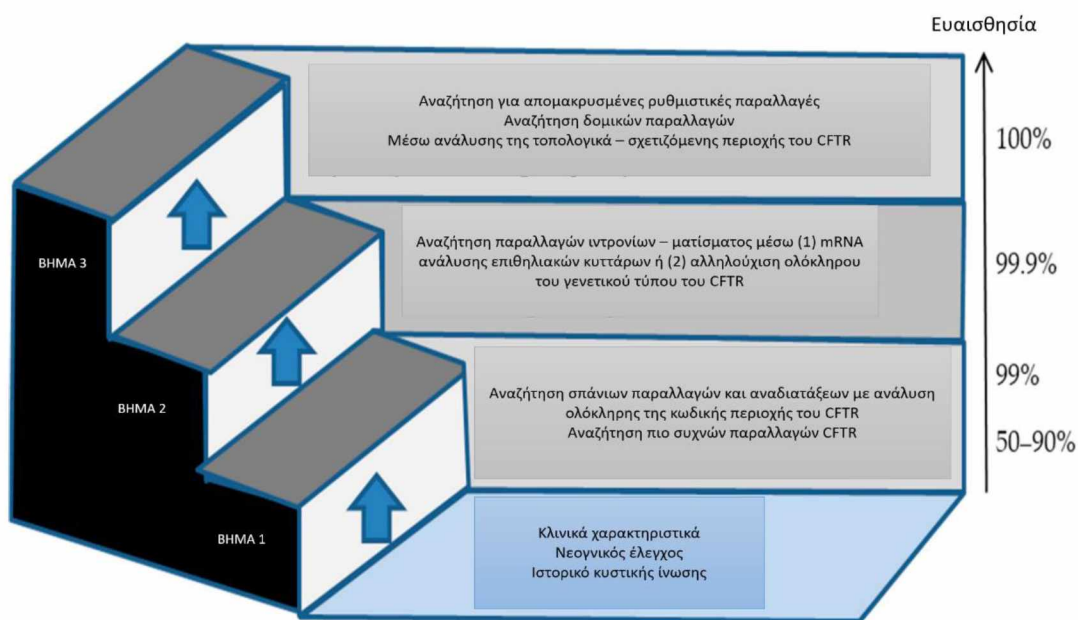 Ευαισθησία
Αναζήτηση για απομακρυσμένες ρυθμιστικές παραλλαγές
Αναζήτηση δομικών παραλλαγών
Μέσω ανάλυσης της τοπολογικά – σχετιζόμενης περιοχής του CFTR
100%
ΒΗΜΑ 3
Αναζήτηση παραλλαγών ιντρονίων – ματίσματος μέσω (1) mRNA
ανάλυσης επιθηλιακών κυττάρων ή (2) αλληλούχιση ολόκληρου
του γενετικού τύπου του CFTR
99.9%
ΒΗΜΑ 2
Αναζήτηση σπάνιων παραλλαγών και αναδιατάξεων με ανάλυση
ολόκληρης της κωδικής περιοχής του CFTR
Αναζήτηση πιο συχνών παραλλαγών CFTR
99%
50–90%
ΒΗΜΑ 1
Κλινικά χαρακτηριστικά
Νεογνικός έλεγχος
Ιστορικό κυστικής ίνωσης